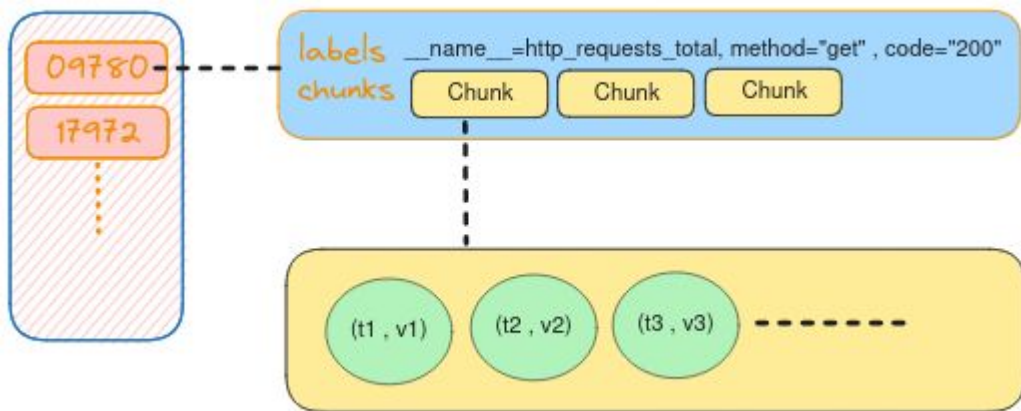 09780
17972
labels __name__=http_requests_total, method="get" , code="200"
chunks Chunk Chunk Chunk
(t1 , v1) (t2 , v2) (t3 , v3)